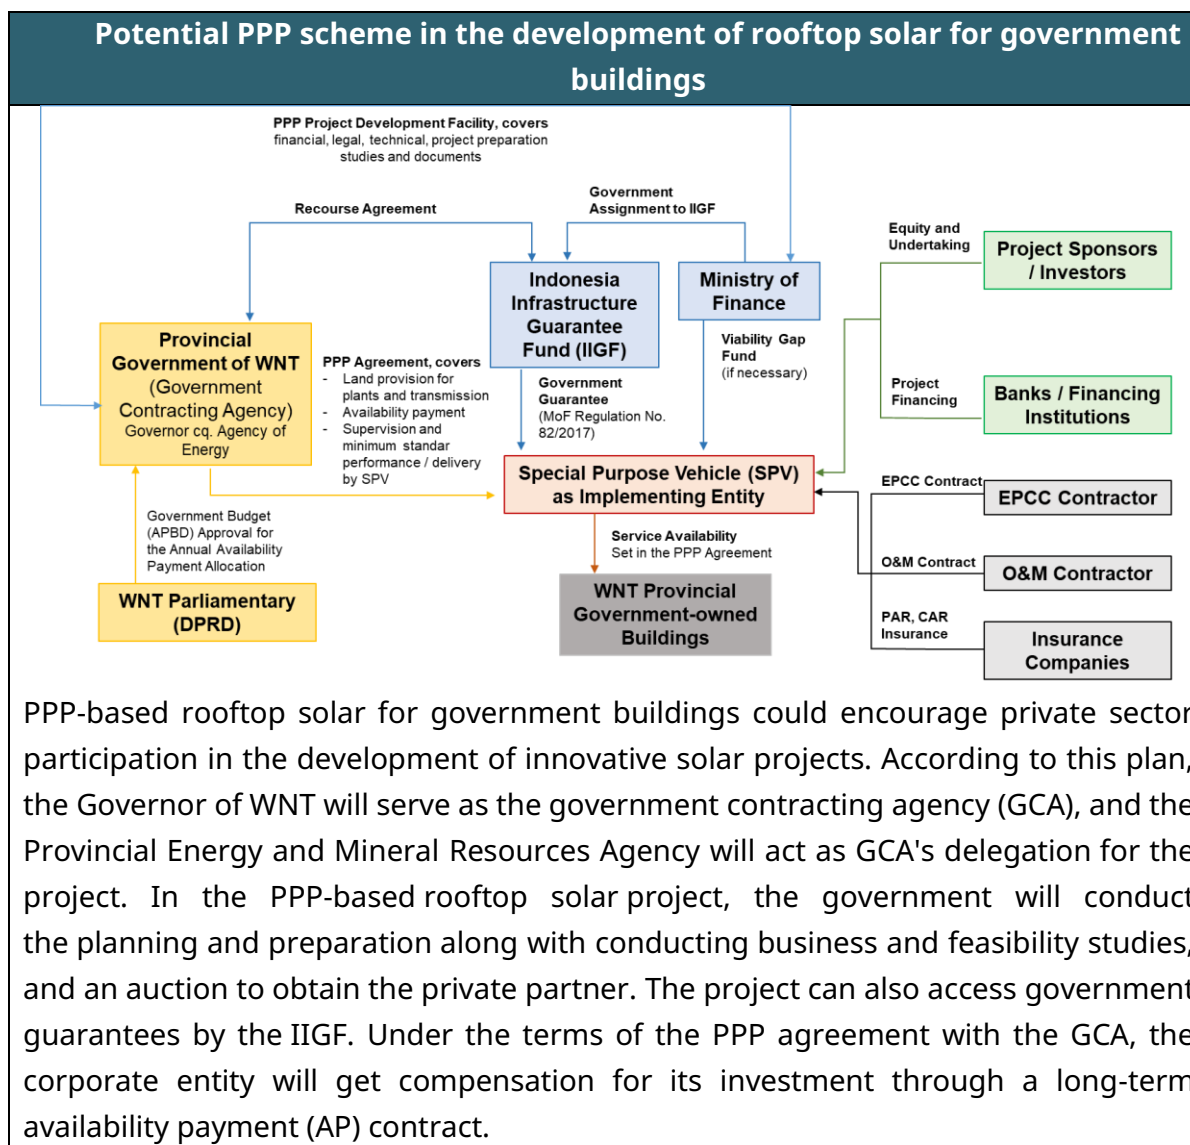 Potential PPP scheme in the development of rooftop solar for government
buildings
PPP Project Development Facility, covers
financial, legal, technical, project preparation
studies and documents
Recourse Agreement
Government
Assignment to IIGF
Equity and
Undertaking
Project Sponsors
/ Investors
Indonesia
Infrastructure
Guarantee
Fund (IIGF)
Ministry of
Finance
Provincial
Government of WNT
(Government
Contracting Agency)
Governor cq. Agency of
Energy
PPP Agreement, covers
- Land provision for
plants and transmission
- Availability payment
- Supervision and
minimum standar
performance / delivery
by SPV
Government
Guarantee
(MoF Regulation No.
82/2017)
Viability Gap
Fund
(if necessary)
Project
Financing
Banks / Financing
Institutions
Special Purpose Vehicle (SPV)
as Implementing Entity
EPCC Contract
EPCC Contractor
Government Budget
(APBD) Approval for
the Annual Availability
Payment Allocation
Service Availability
Set in the PPP Agreement
O&M Contract
O&M Contractor
WNT Parliamentary
(DPRD)
WNT Provincial
Government-owned
Buildings
PAR, CAR
Insurance
Insurance
Companies
PPP-based rooftop solar for government buildings could encourage private sector
participation in the development of innovative solar projects. According to this plan,
the Governor of WNT will serve as the government contracting agency (GCA), and the
Provincial Energy and Mineral Resources Agency will act as GCA's delegation for the
project. In the PPP-based rooftop solar project, the government will conduct
the planning and preparation along with conducting business and feasibility studies,
and an auction to obtain the private partner. The project can also access government
guarantees by the IIGF. Under the terms of the PPP agreement with the GCA, the
corporate entity will get compensation for its investment through a long-term
availability payment (AP) contract.